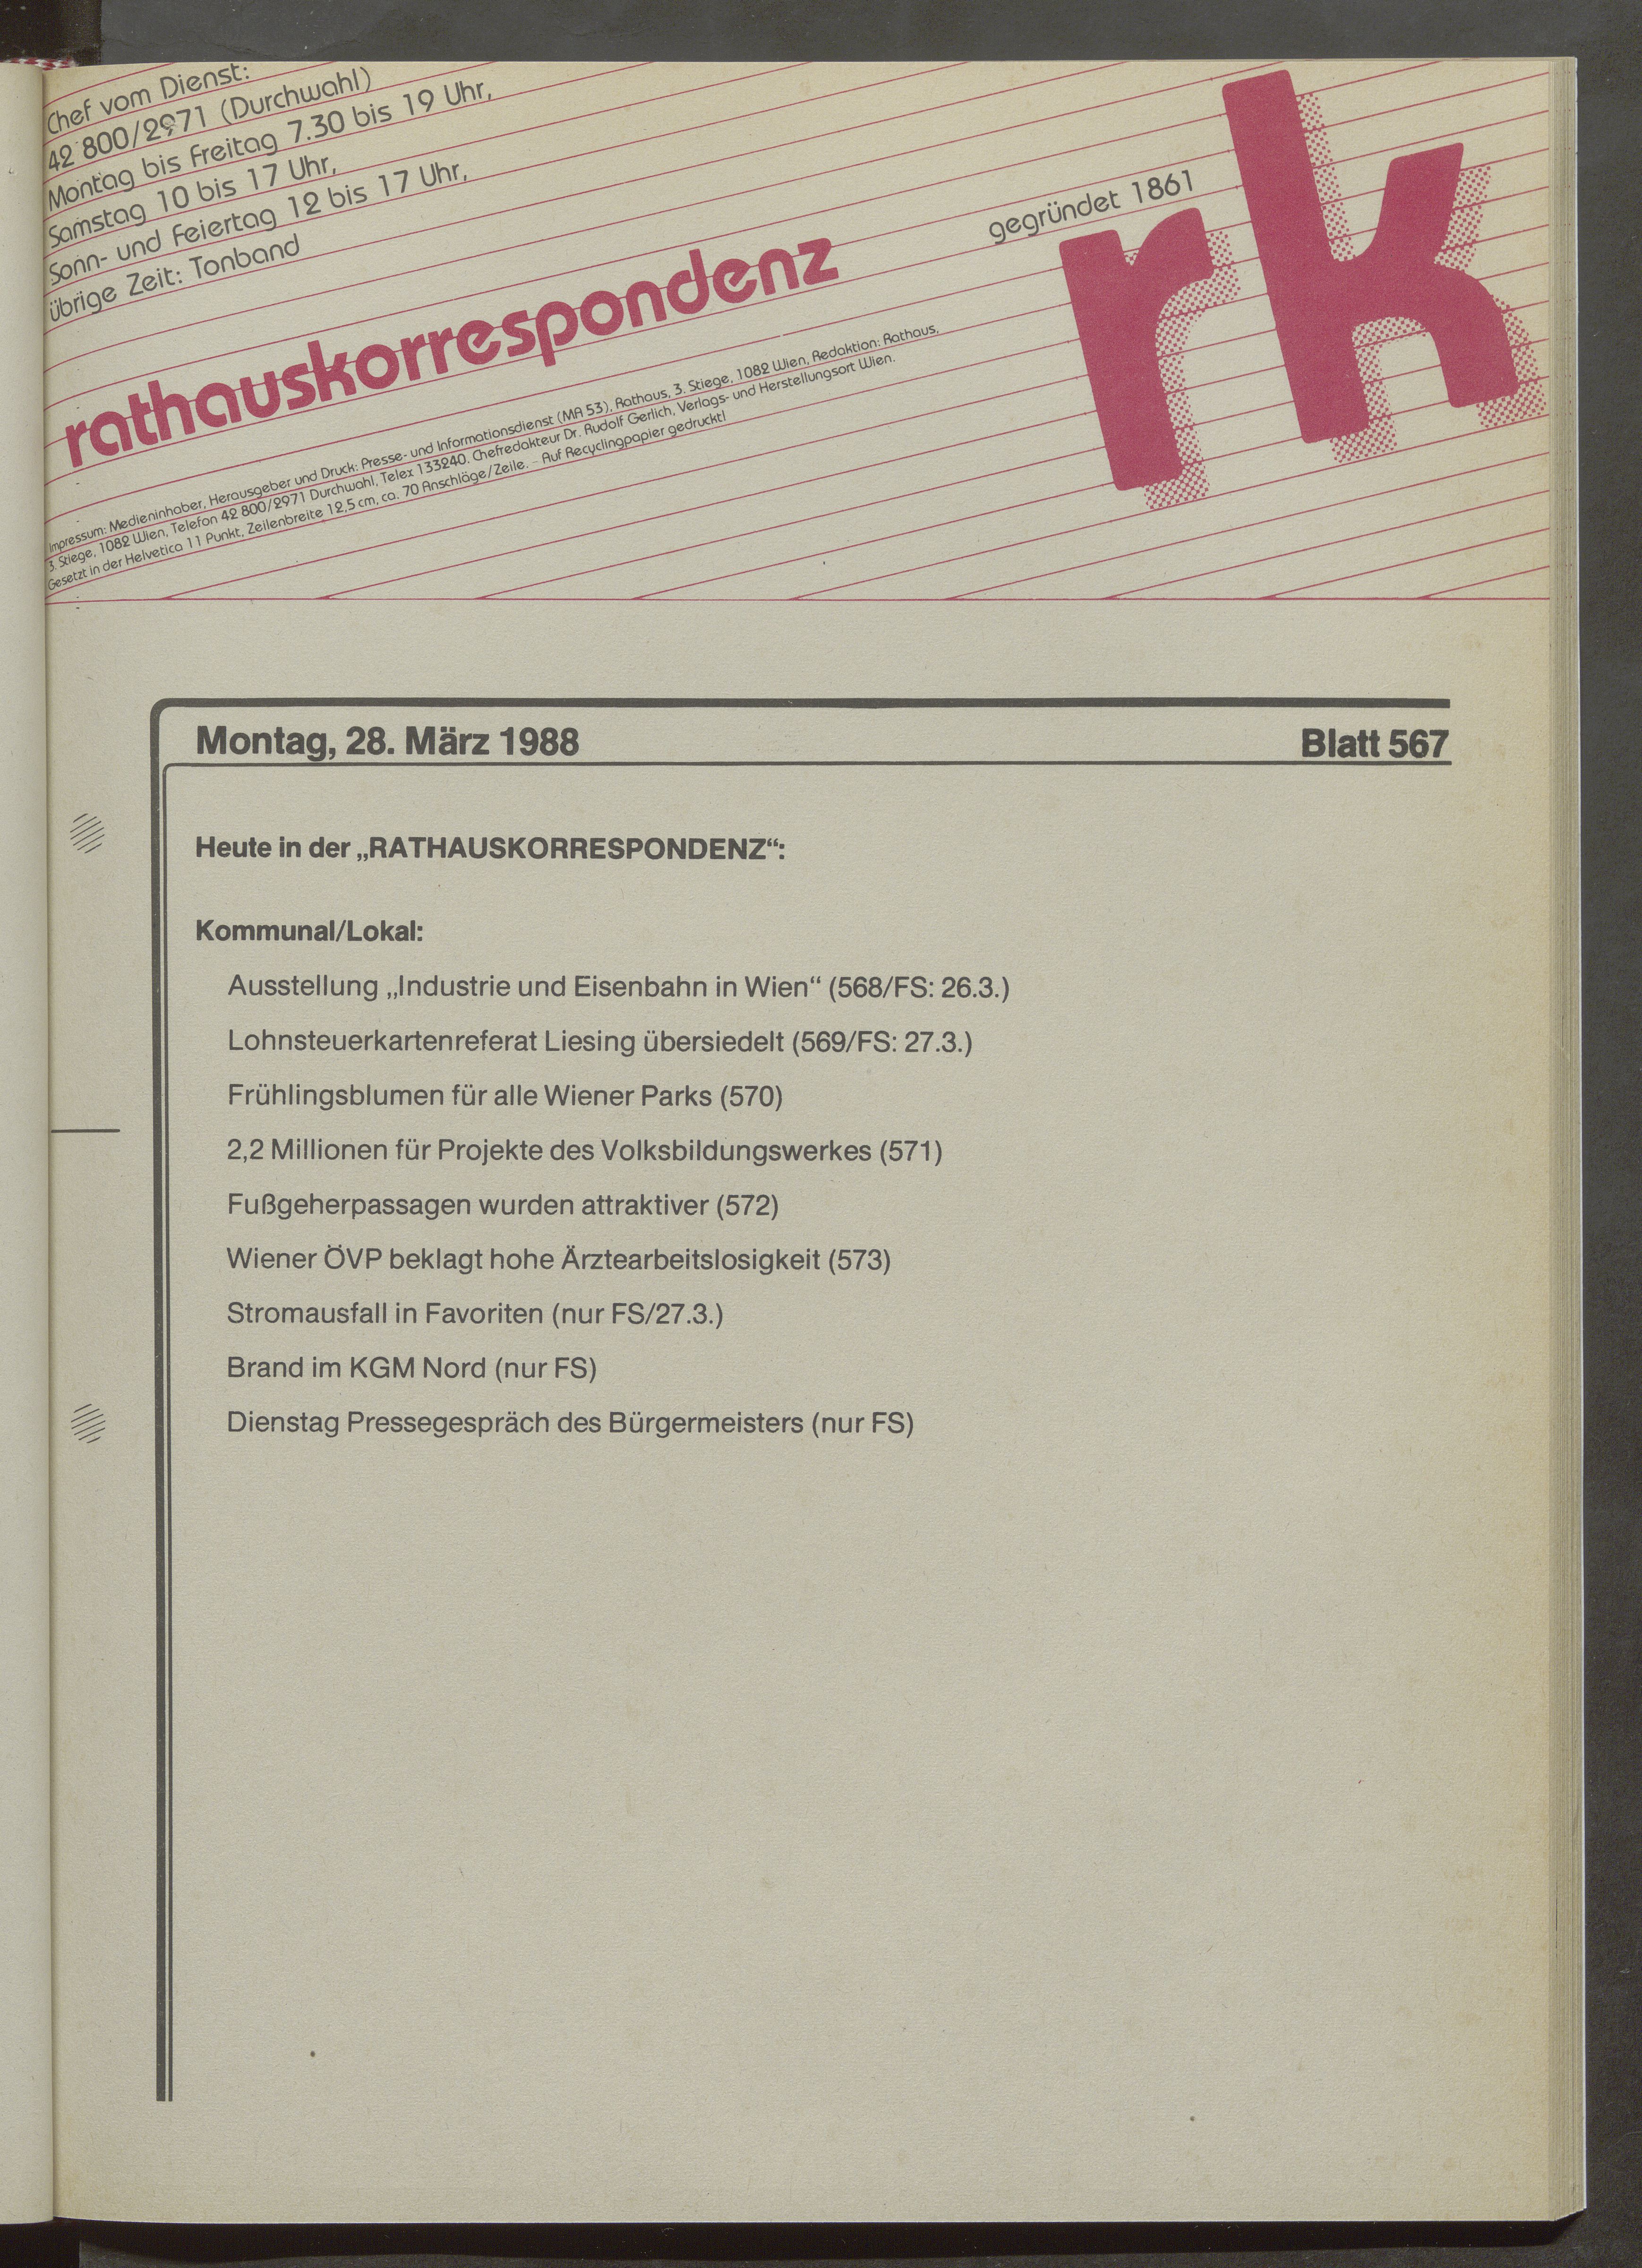 Chef vom Dienst:
42 800/2971 (Durchwahl)
Montag bis Freitag 7.30 bis 19 Uhr,
Samstag 10 bis 17 Uhr,
Sonn- und Feiertag 12 bis 17 Uhr,
übrige Zeit: Tonband
gegründet 1861
rk
rathauskorrespondenz
Impressum: Medieninhaber, Herausgeber und Druck: Presse- und Informationsdienst (MA 53), Rathaus, 3. Stiege, 1082 Wien, Redaktion: Rathaus,
3. Stiege, 1082 Wien, Telefon 42 800/2971 Durchwahl, Telex 133240. Chefredakteur Dr. Rudolf Gerlich, Verlags- und Herstellungsort Wien.
Gesetzt in der Helvetica 11 Punkt, Zeilenbreite 12,5 cm, ca. 70 Anschläge/Zeile. – Auf Recyclingpapier gedruckt!
Montag, 28. März 1988 Blatt 567
Heute in der „RATHAUSKORRESPONDENZ“:
Kommunal/Lokal:
Ausstellung „Industrie und Eisenbahn in Wien“ (568/FS: 26.3.)
Lohnsteuerkartenreferat Liesing übersiedelt (569/FS: 27.3.)
Frühlingsblumen für alle Wiener Parks (570)
2,2 Millionen für Projekte des Volksbildungswerkes (571)
Fußgeherpassagen wurden attraktiver (572)
Wiener ÖVP beklagt hohe Ärztearbeitslosigkeit (573)
Stromausfall in Favoriten (nur FS/27.3.)
Brand im KGM Nord (nur FS)
Dienstag Pressegespräch des Bürgermeisters (nur FS)